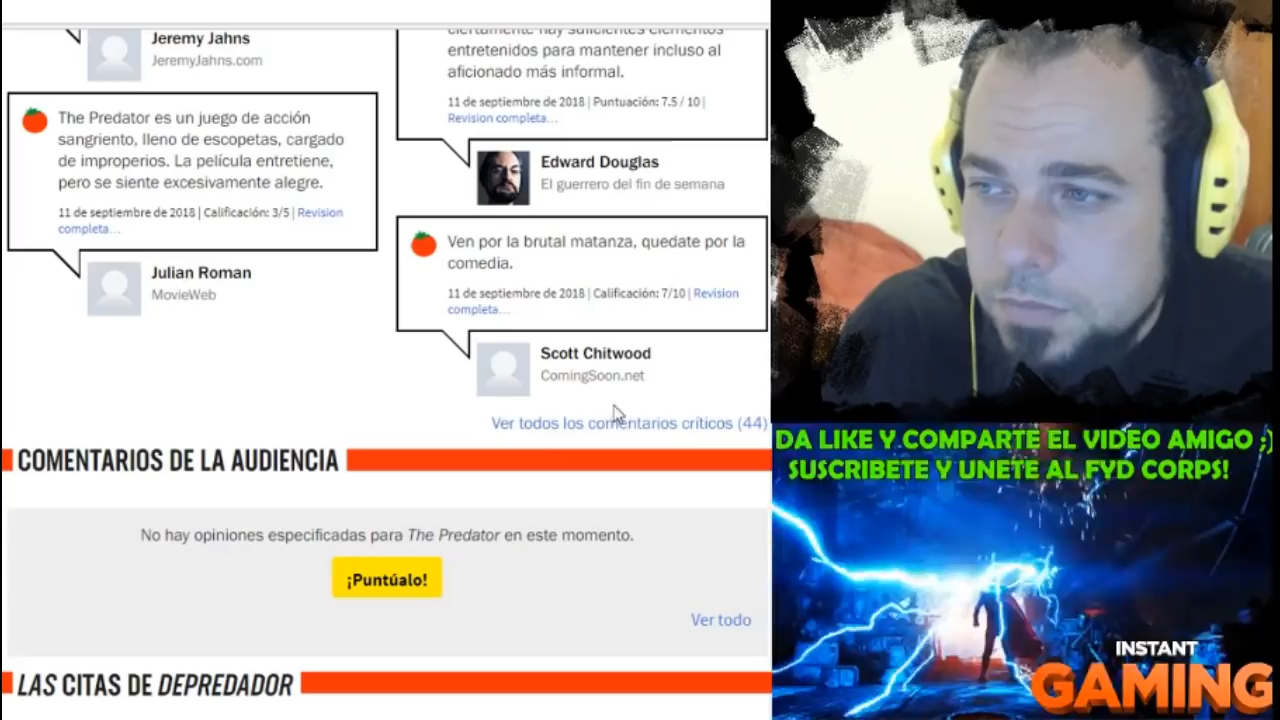 Jeremy Jahns
JeremyJahns.com
The Predator es un juego de acción
sangriento, lleno de escopetas, cargado
de improperios. La película entretiene,
pero se siente excesivamente alegre.
11 de septiembre de 2018 | Calificación: 3/5 | Revision
completa…
Julian Roman
MovieWeb
ciertamente hay suficientes elementos
entretenidos para mantener incluso al
aficionado más informal.
11 de septiembre de 2018 | Puntuación: 7.5 / 10 |
Revision completa…
Edward Douglas
El guerrero del fin de semana
Ven por la brutal matanza, quedate por la
comedia.
11 de septiembre de 2018 | Calificación: 7/10 | Revision
completa…
Scott Chitwood
ComingSoon.net
Ver todos los comentarios críticos (44)
COMENTARIOS DE LA AUDIENCIA
No hay opiniones especificadas para The Predator en este momento.
¡Puntúalo!
Ver todo
LAS CITAS DE DEPREDADOR
DA LIKE Y COMPARTE EL VIDEO AMIGO ;)
SUSCRIBETE Y UNETE AL FYD CORPS!
INSTANT
GAMING